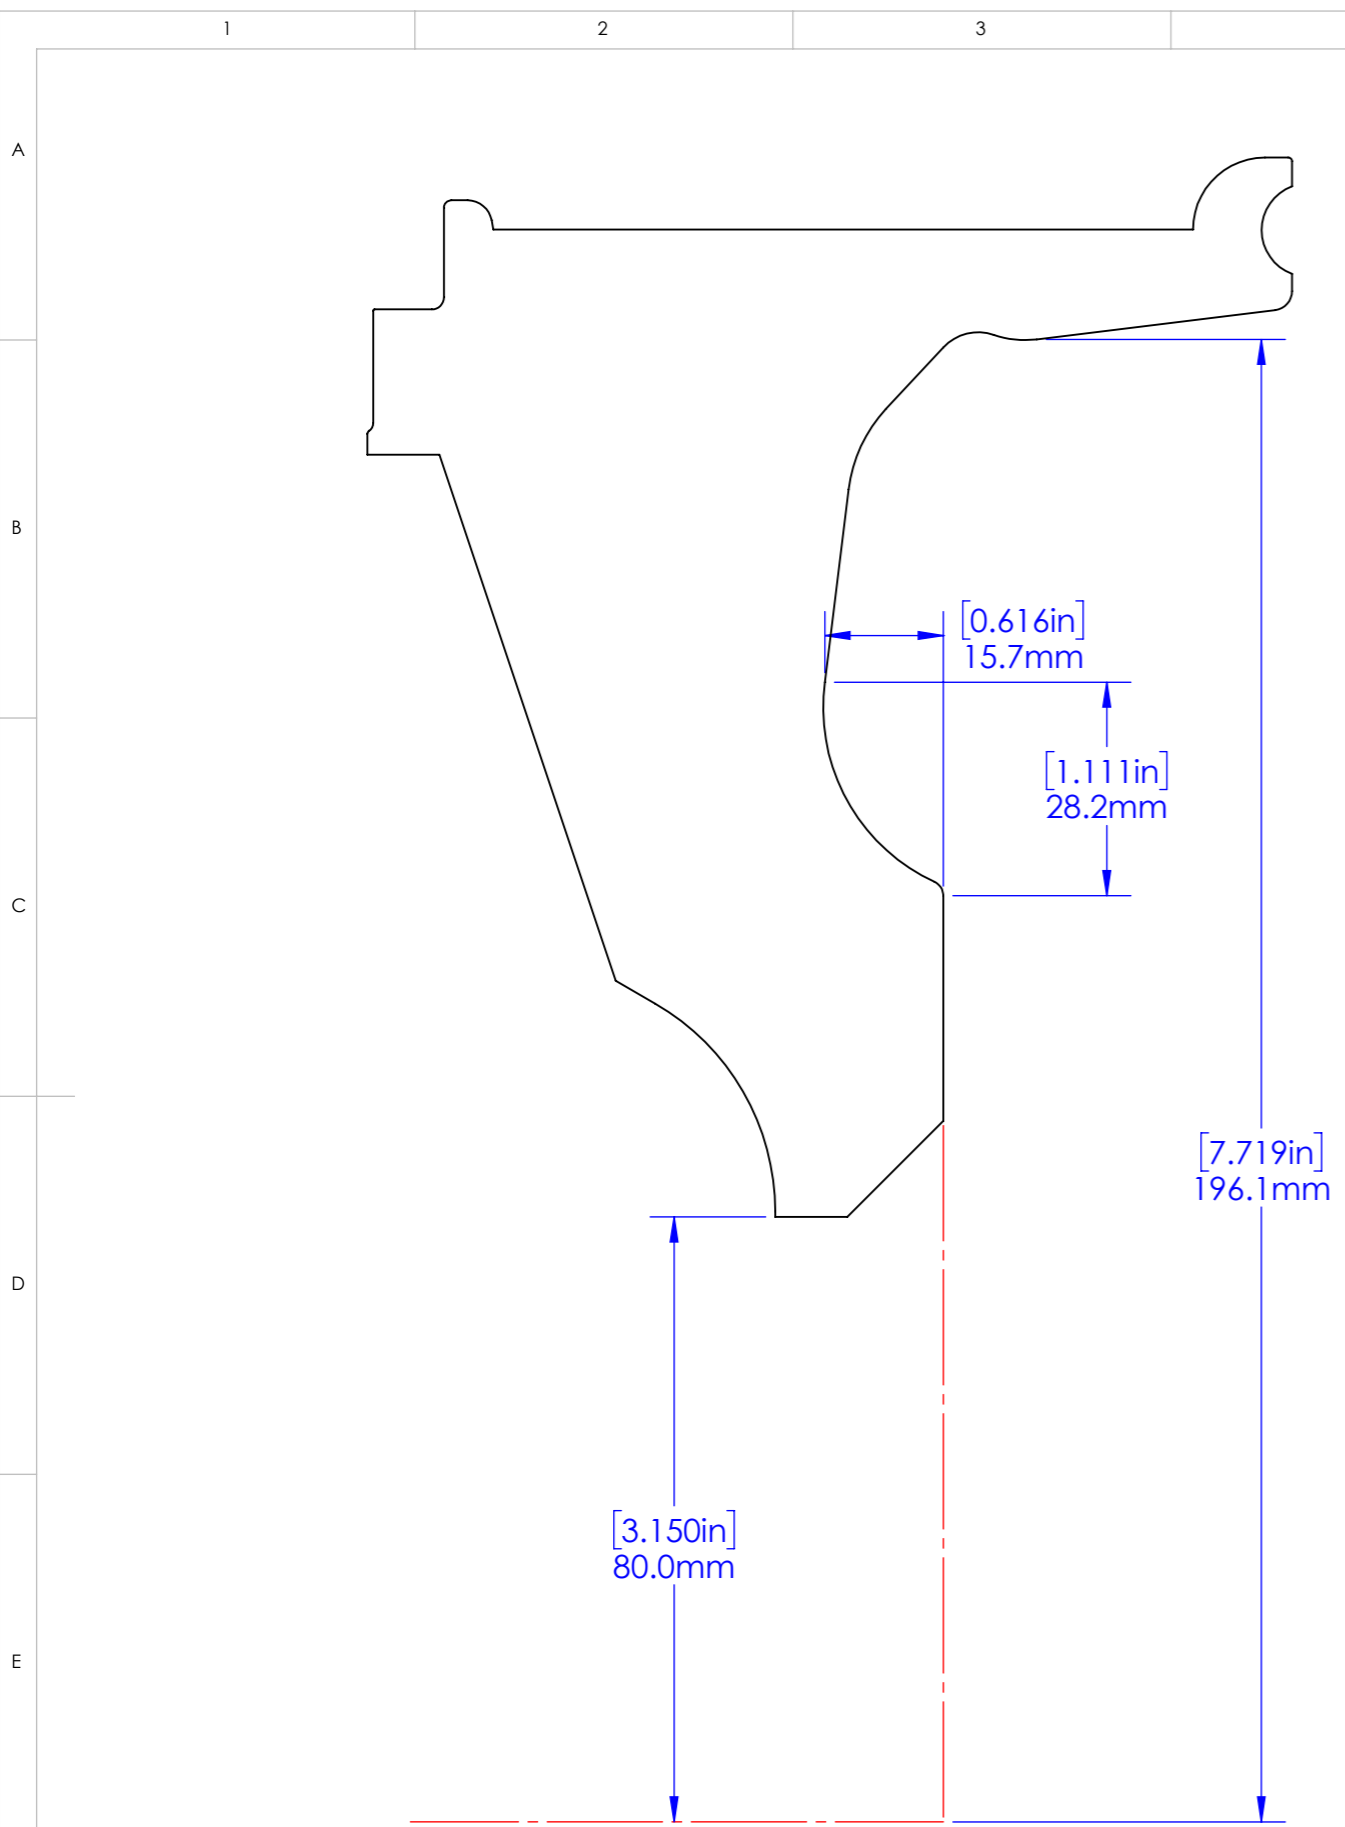 1
2
3
A
B
[0.616in]
15.7mm
[1.111in]
28.2mm
C
[7.719in]
196.1mm
D
[3.150in]
80.0mm
E